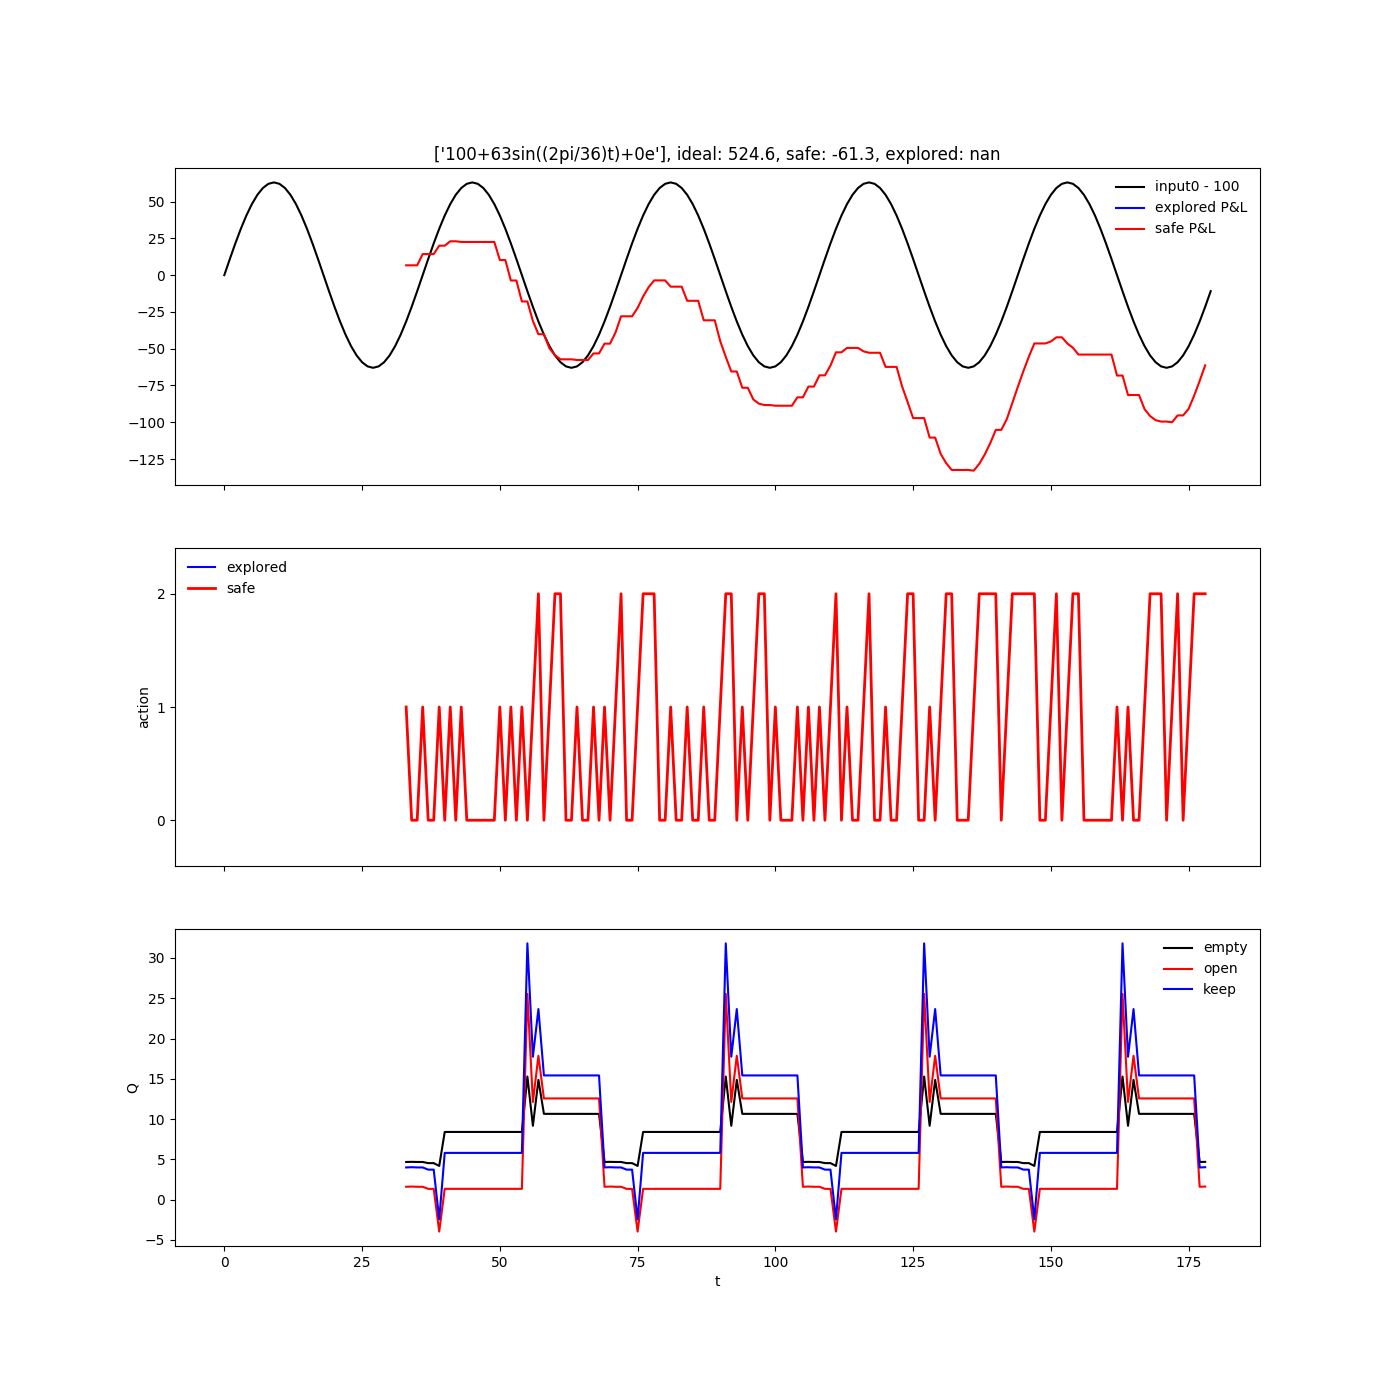 ['100+63sin((2pi/36)t)+0e'], ideal: 524.6, safe: -61.3, explored: nan
input0 - 100
explored P&L
safe P&L
50
25
0
−25
−50
−75
−100
−125
explored
safe
2
1
0
action
empty
open
keep
30
25
20
15
10
5
0
−5
Q
0
25
50
75
100
125
150
175
t